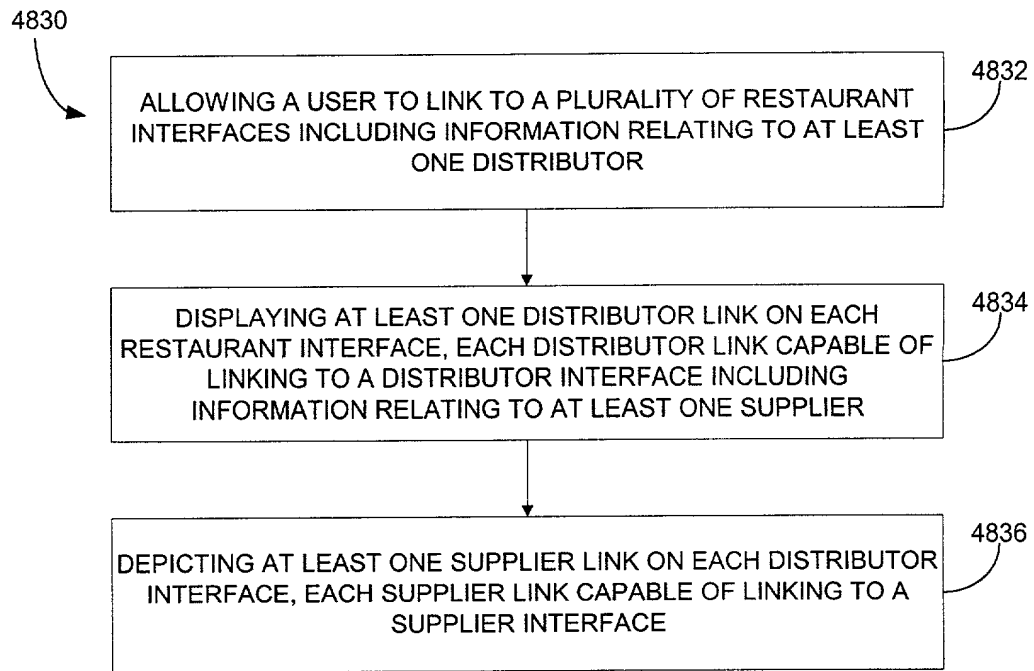 4830
4832
ALLOWING A USER TO LINK TO A PLURALITY OF RESTAURANT
INTERFACES INCLUDING INFORMATION RELATING TO AT LEAST
ONE DISTRIBUTOR
4834
DISPLAYING AT LEAST ONE DISTRIBUTOR LINK ON EACH
RESTAURANT INTERFACE, EACH DISTRIBUTOR LINK CAPABLE OF
LINKING TO A DISTRIBUTOR INTERFACE INCLUDING
INFORMATION RELATING TO AT LEAST ONE SUPPLIER
4836
DEPICTING AT LEAST ONE SUPPLIER LINK ON EACH DISTRIBUTOR
INTERFACE, EACH SUPPLIER LINK CAPABLE OF LINKING TO A
SUPPLIER INTERFACE